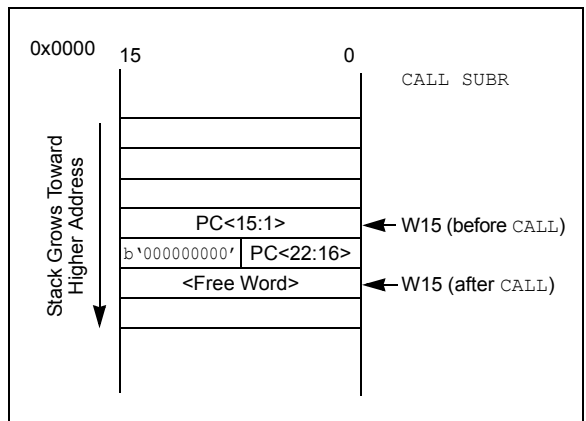 0x0000
15 0
CALL SUBR
Stack Grows Toward
Higher Address
PC<15:1>
W15 (before CALL)
b‘000000000’ PC<22:16>
<Free Word>
W15 (after CALL)